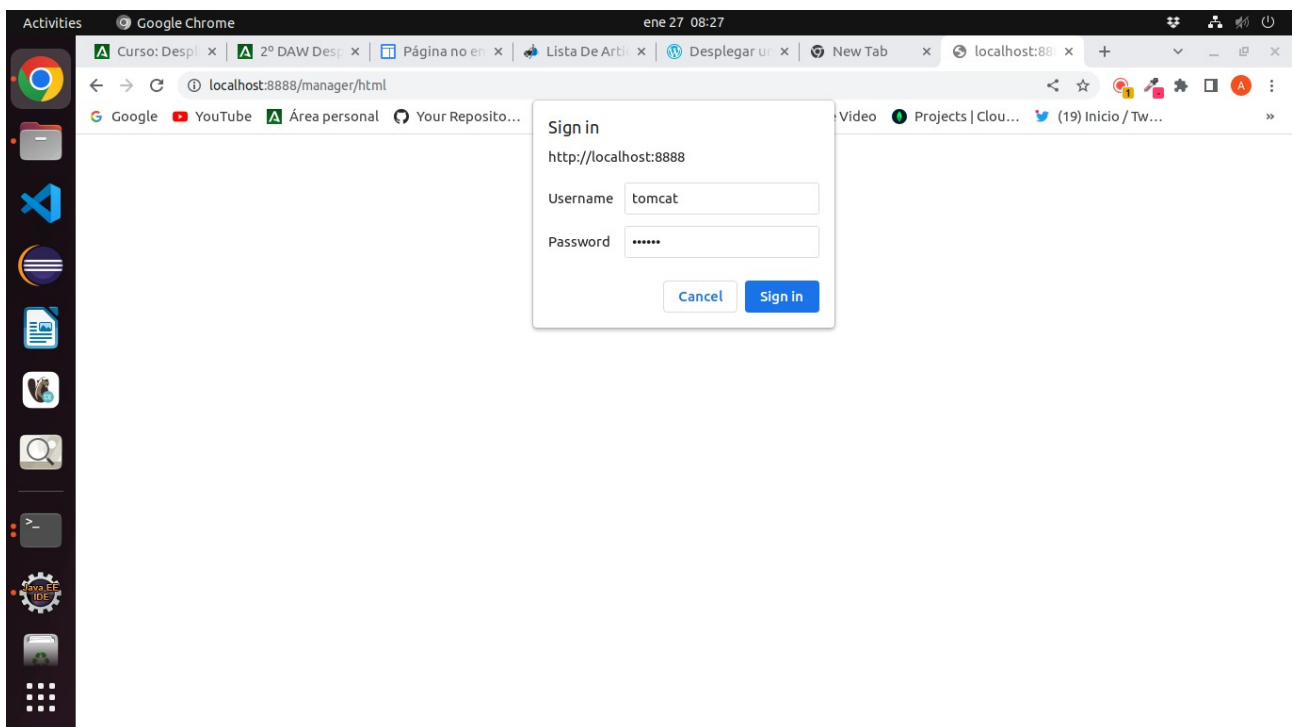 Activities Google Chrome ene 27 08:27
Curso: Despl 2º DAW Desp Página no en Lista De Artíc Desplegar un New Tab localhost:88
localhost:8888/manager/html
Google YouTube Área personal Your Reposito... Video Projects | Clou... (19) Inicio / Tw... »
Sign in
http://localhost:8888
Username tomcat
Password ••••••
Cancel Sign in
Java EE
IDE